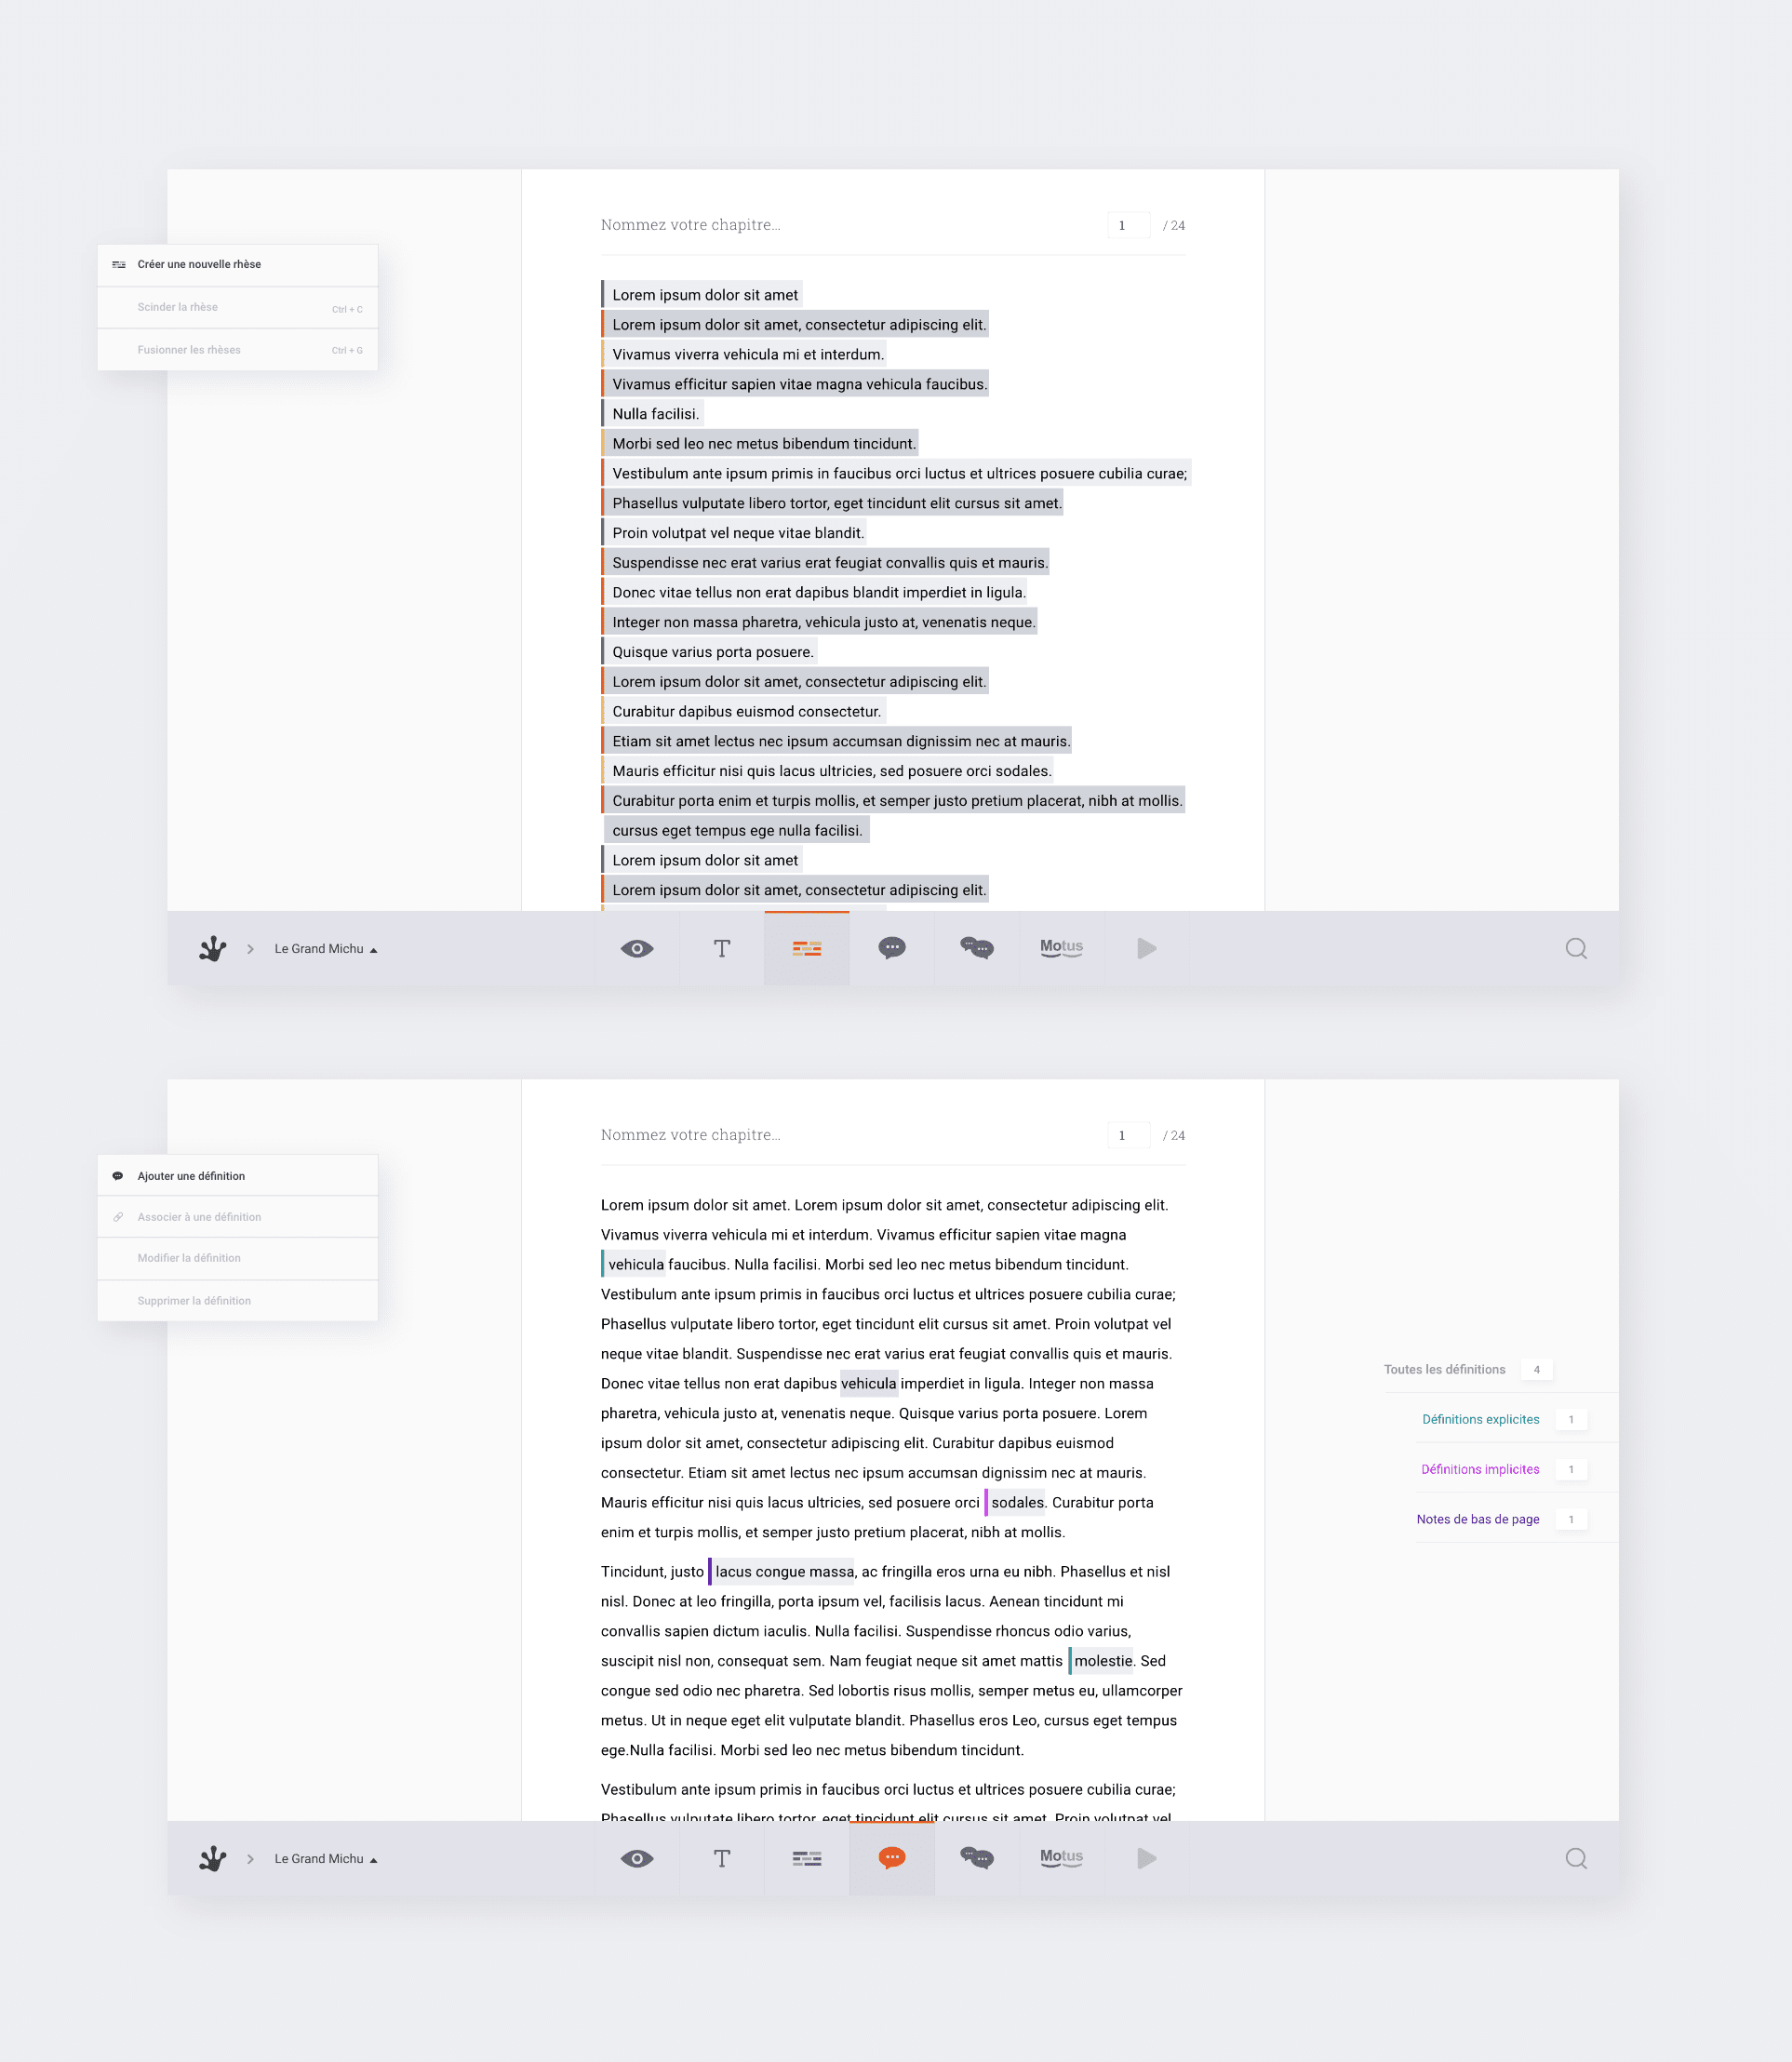 Nommez votre chapitre...
1 / 24
Créer une nouvelle rhèse
Scinder la rhèse Ctrl + C
Fusionner les rhèses Ctrl + G
Lorem ipsum dolor sit amet
Lorem ipsum dolor sit amet, consectetur adipiscing elit.
Vivamus viverra vehicula mi et interdum.
Vivamus efficitur sapien vitae magna vehicula faucibus.
Nulla facilisi.
Morbi sed leo nec metus bibendum tincidunt.
Vestibulum ante ipsum primis in faucibus orci luctus et ultrices posuere cubilia curae;
Phasellus vulputate libero tortor, eget tincidunt elit cursus sit amet.
Proin volutpat vel neque vitae blandit.
Suspendisse nec erat varius erat feugiat convallis quis et mauris.
Donec vitae tellus non erat dapibus blandit imperdiet in ligula.
Integer non massa pharetra, vehicula justo at, venenatis neque.
Quisque varius porta posuere.
Lorem ipsum dolor sit amet, consectetur adipiscing elit.
Curabitur dapibus euismod consectetur.
Etiam sit amet lectus nec ipsum accumsan dignissim nec at mauris.
Mauris efficitur nisi quis lacus ultricies, sed posuere orci sodales.
Curabitur porta enim et turpis mollis, et semper justo pretium placerat, nibh at mollis.
cursus eget tempus ege nulla facilisi.
Lorem ipsum dolor sit amet
Lorem ipsum dolor sit amet, consectetur adipiscing elit.
Le Grand Michu
T
Motus
Nommez votre chapitre...
1 / 24
Ajouter une définition
Associer à une définition
Modifier la définition
Supprimer la définition
Lorem ipsum dolor sit amet. Lorem ipsum dolor sit amet, consectetur adipiscing elit.
Vivamus viverra vehicula mi et interdum. Vivamus efficitur sapien vitae magna
vehicula faucibus. Nulla facilisi. Morbi sed leo nec metus bibendum tincidunt.
Vestibulum ante ipsum primis in faucibus orci luctus et ultrices posuere cubilia curae;
Phasellus vulputate libero tortor, eget tincidunt elit cursus sit amet. Proin volutpat vel
neque vitae blandit. Suspendisse nec erat varius erat feugiat convallis quis et mauris.
Donec vitae tellus non erat dapibus vehicula imperdiet in ligula. Integer non massa
pharetra, vehicula justo at, venenatis neque. Quisque varius porta posuere. Lorem
ipsum dolor sit amet, consectetur adipiscing elit. Curabitur dapibus euismod
consectetur. Etiam sit amet lectus nec ipsum accumsan dignissim nec at mauris.
Mauris efficitur nisi quis lacus ultricies, sed posuere orci sodales. Curabitur porta
enim et turpis mollis, et semper justo pretium placerat, nibh at mollis.
Tincidunt, justo lacus congue massa, ac fringilla eros urna eu nibh. Phasellus et nisl
nisl. Donec at leo fringilla, porta ipsum vel, facilisis lacus. Aenean tincidunt mi
convallis sapien dictum iaculis. Nulla facilisi. Suspendisse rhoncus odio varius,
suscipit nisl non, consequat sem. Nam feugiat neque sit amet mattis molestie. Sed
congue sed odio nec pharetra. Sed lobortis risus mollis, semper metus eu, ullamcorper
metus. Ut in neque eget elit vulputate blandit. Phasellus eros Leo, cursus eget tempus
ege.Nulla facilisi. Morbi sed leo nec metus bibendum tincidunt.
Vestibulum ante ipsum primis in faucibus orci luctus et ultrices posuere cubilia curae;
Phasellus vulputate libero tortor, eget tincidunt elit cursus sit amet. Proin volutpat vel
Toutes les définitions 4
Définitions explicites 1
Définitions implicites 1
Notes de bas de page 1
Le Grand Michu
T
Motus